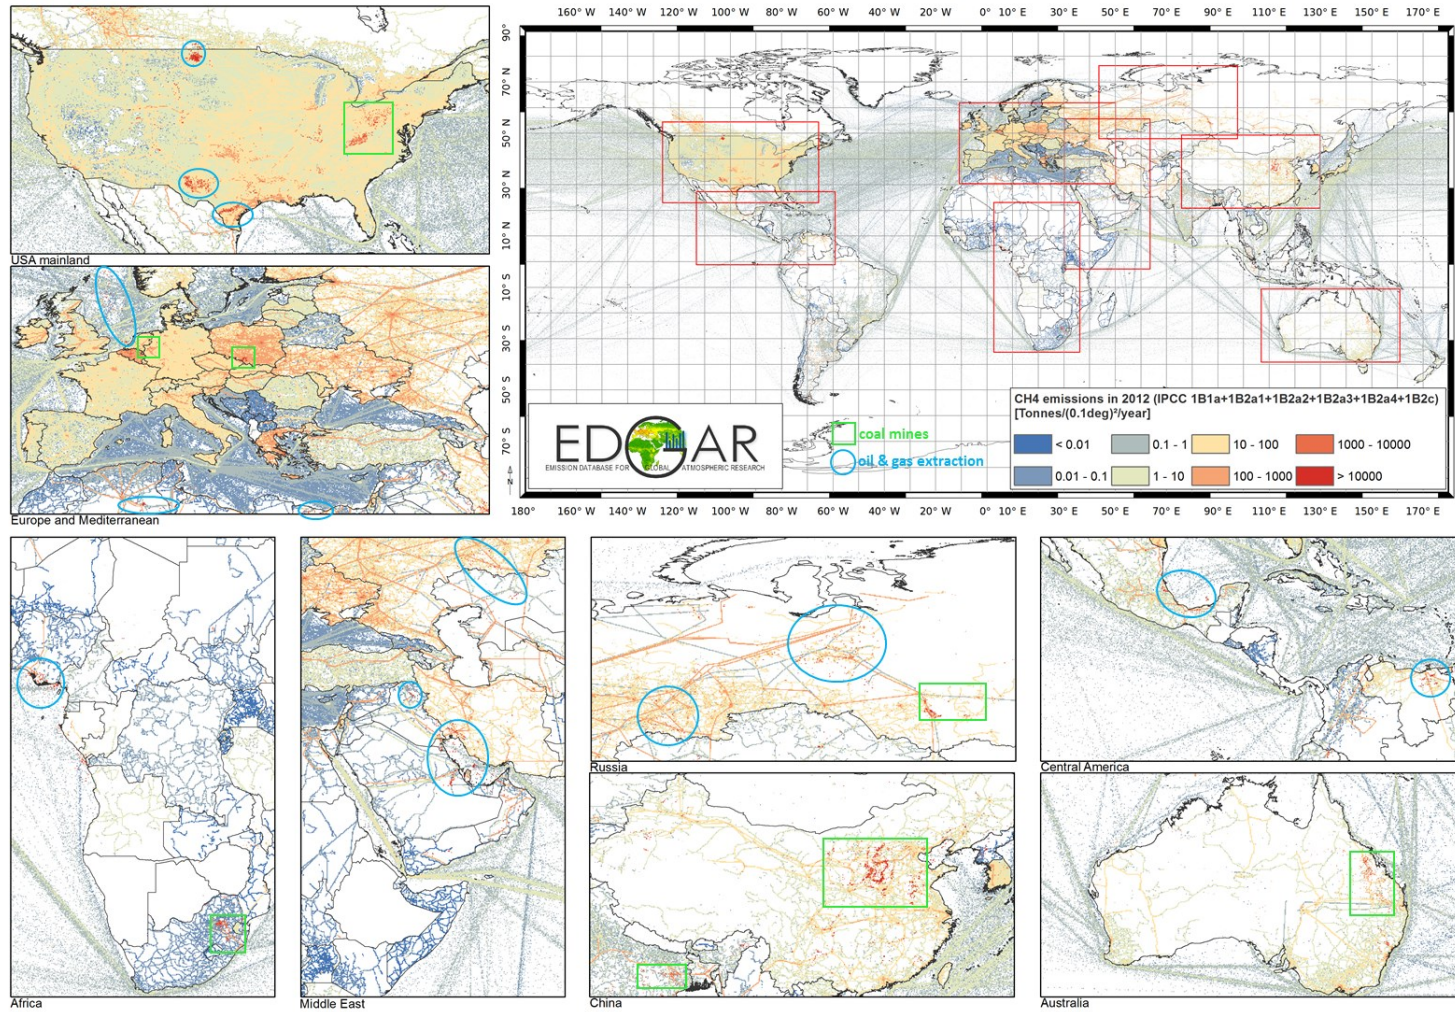 160° W 140° W 120° W 100° W 80° W 60° W 40° W 20° W 0° 10° E 30° E 50° E 70° E 90° E 110° E 130° E 150° E 170° E
90°
70° N
50° N
30° N
10° N
10° S
30° S
50° S
70° S
N
180° 160° W 140° W 120° W 100° W 80° W 60° W 40° W 20° W 0° 10° E 30° E 50° E 70° E 90° E 110° E 130° E 150° E 170° E
USA mainland
Europe and Mediterranean
EDGAR
EMISSION DATABASE FOR GLOBAL ATMOSPHERIC RESEARCH
coal mines
oil & gas extraction
CH4 emissions in 2012 (IPCC 1B1a+1B2a1+1B2a2+1B2a3+1B2a4+1B2c)
[Tonnes/(0.1deg)²/year]
< 0.01 0.1 - 1 10 - 100 1000 - 10000
0.01 - 0.1 1 - 10 100 - 1000 > 10000
Africa
Middle East
Russia
Central America
China
Australia